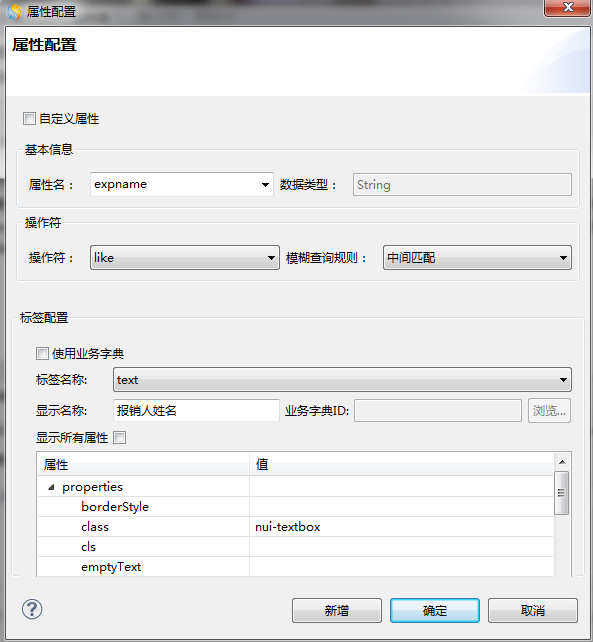 属性配置
属性配置
自定义属性
基本信息
属性名： expname 数据类型： String
操作符
操作符： like 模糊查询规则： 中间匹配
标签配置
使用业务字典
标签名称: text
显示名称: 报销人姓名 业务字典ID: 浏览...
显示所有属性
属性 值
properties
borderStyle
class nui-textbox
cls
emptyText
? 新增 确定 取消